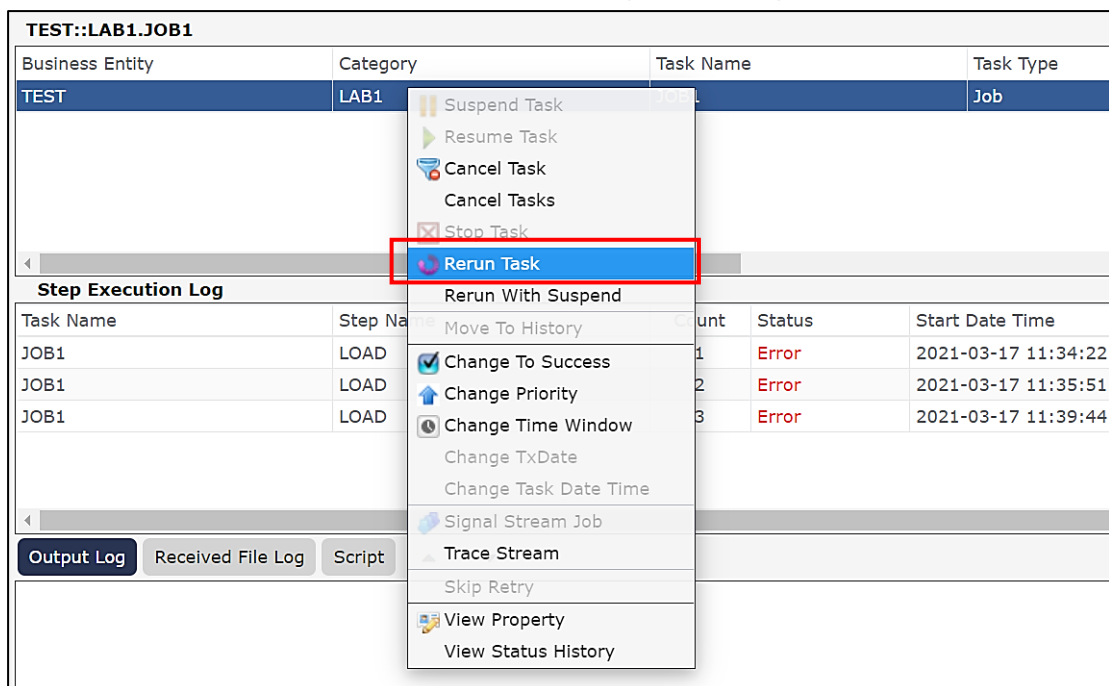 TEST::LAB1.JOB1
Business Entity Category Task Name Task Type
TEST LAB1 JOB1 Job
Suspend Task
Resume Task
Cancel Task
Cancel Tasks
Stop Task
Rerun Task
Rerun With Suspend
Move To History
Change To Success
Change Priority
Change Time Window
Change TxDate
Change Task Date Time
Signal Stream Job
Trace Stream
Skip Retry
View Property
View Status History
Step Execution Log
Task Name Step Name Count Status Start Date Time
JOB1 LOAD 1 Error 2021-03-17 11:34:22
JOB1 LOAD 2 Error 2021-03-17 11:35:51
JOB1 LOAD 3 Error 2021-03-17 11:39:44
Output Log Received File Log Script